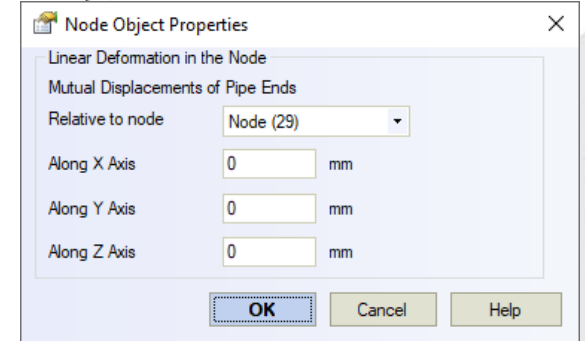 Node Object Properties
Linear Deformation in the Node
Mutual Displacements of Pipe Ends
Relative to node Node (29)
Along X Axis 0 mm
Along Y Axis 0 mm
Along Z Axis 0 mm
OK Cancel Help